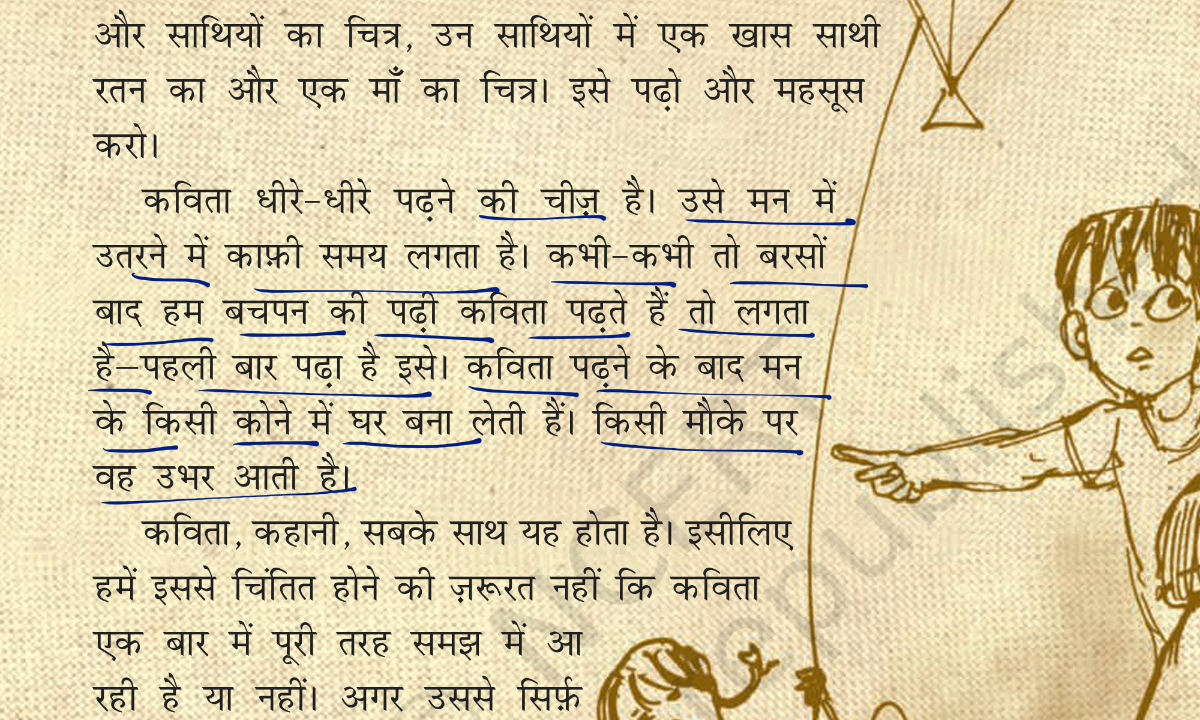 और साथियों का चित्र, उन साथियों में एक खास साथी
रतन का और एक माँ का चित्र। इसे पढ़ो और महसूस
करो।
कविता धीरे-धीरे पढ़ने की चीज़ है। उसे मन में
उतरने में काफ़ी समय लगता है। कभी-कभी तो बरसों
बाद हम बचपन की पढ़ी कविता पढ़ते हैं तो लगता
है—पहली बार पढ़ा है इसे। कविता पढ़ने के बाद मन
के किसी कोने में घर बना लेती हैं। किसी मौके पर
वह उभर आती है।
कविता, कहानी, सबके साथ यह होता है। इसीलिए
हमें इससे चिंतित होने की ज़रूरत नहीं कि कविता
एक बार में पूरी तरह समझ में आ
रही है या नहीं। अगर उससे सिर्फ़